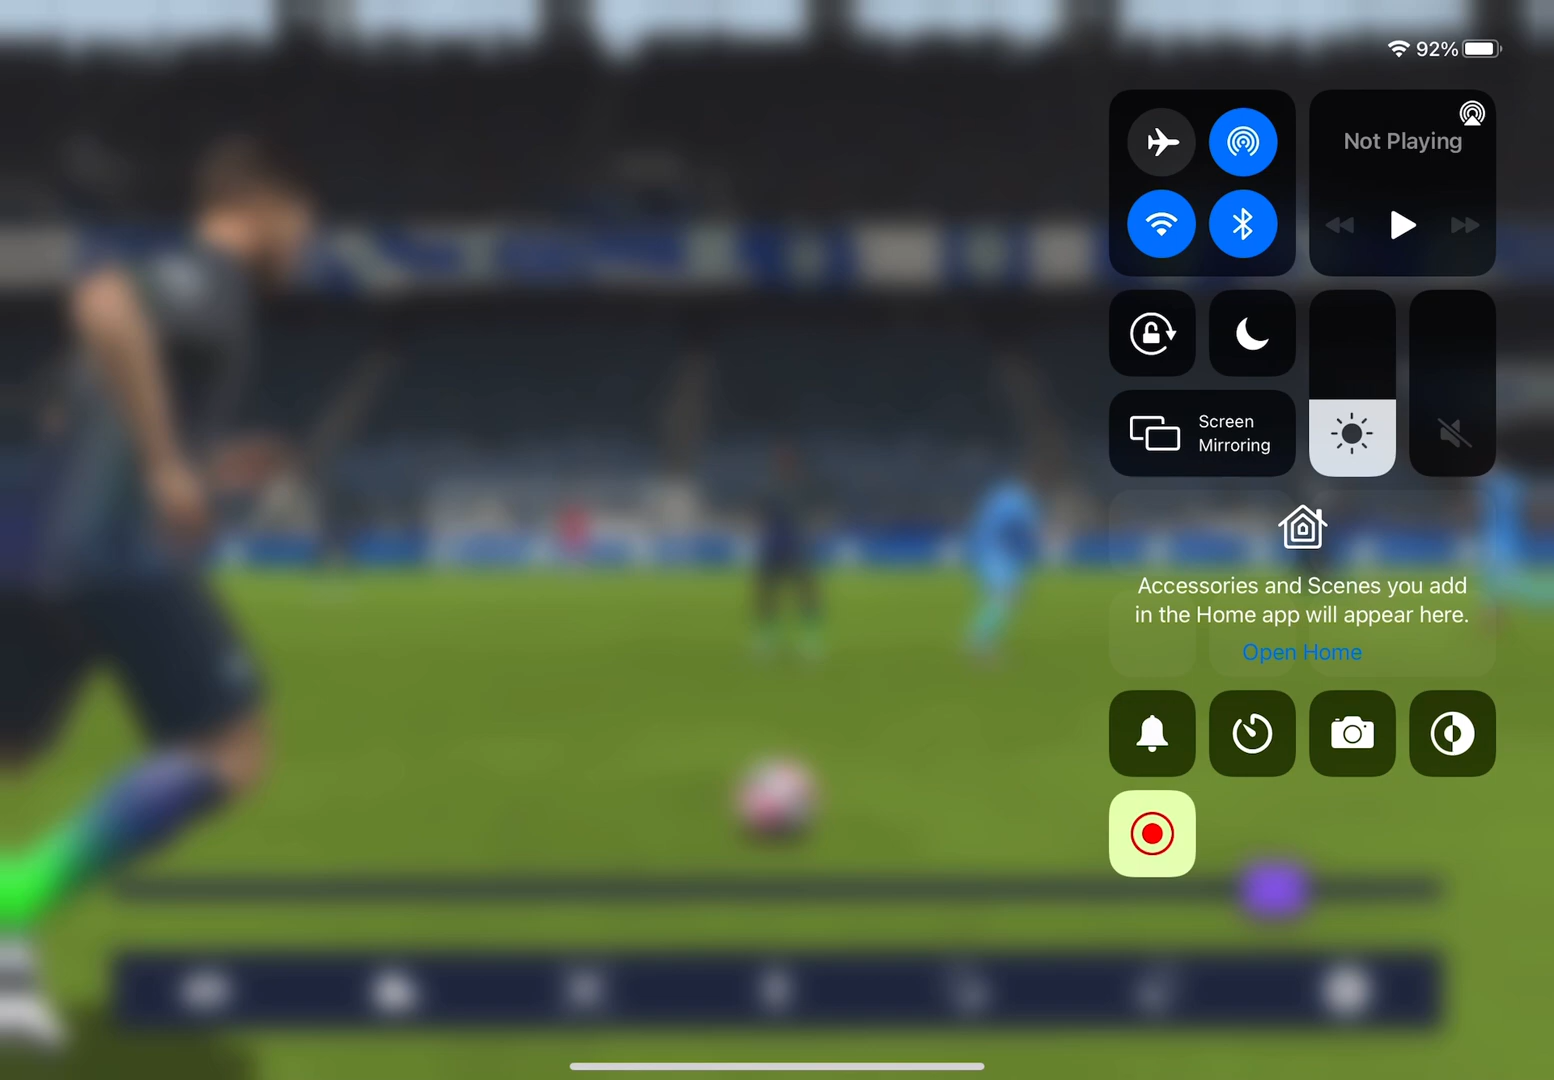 92%
Not Playing
Screen
Mirroring
Accessories and Scenes you add
in the Home app will appear here.
Open Home